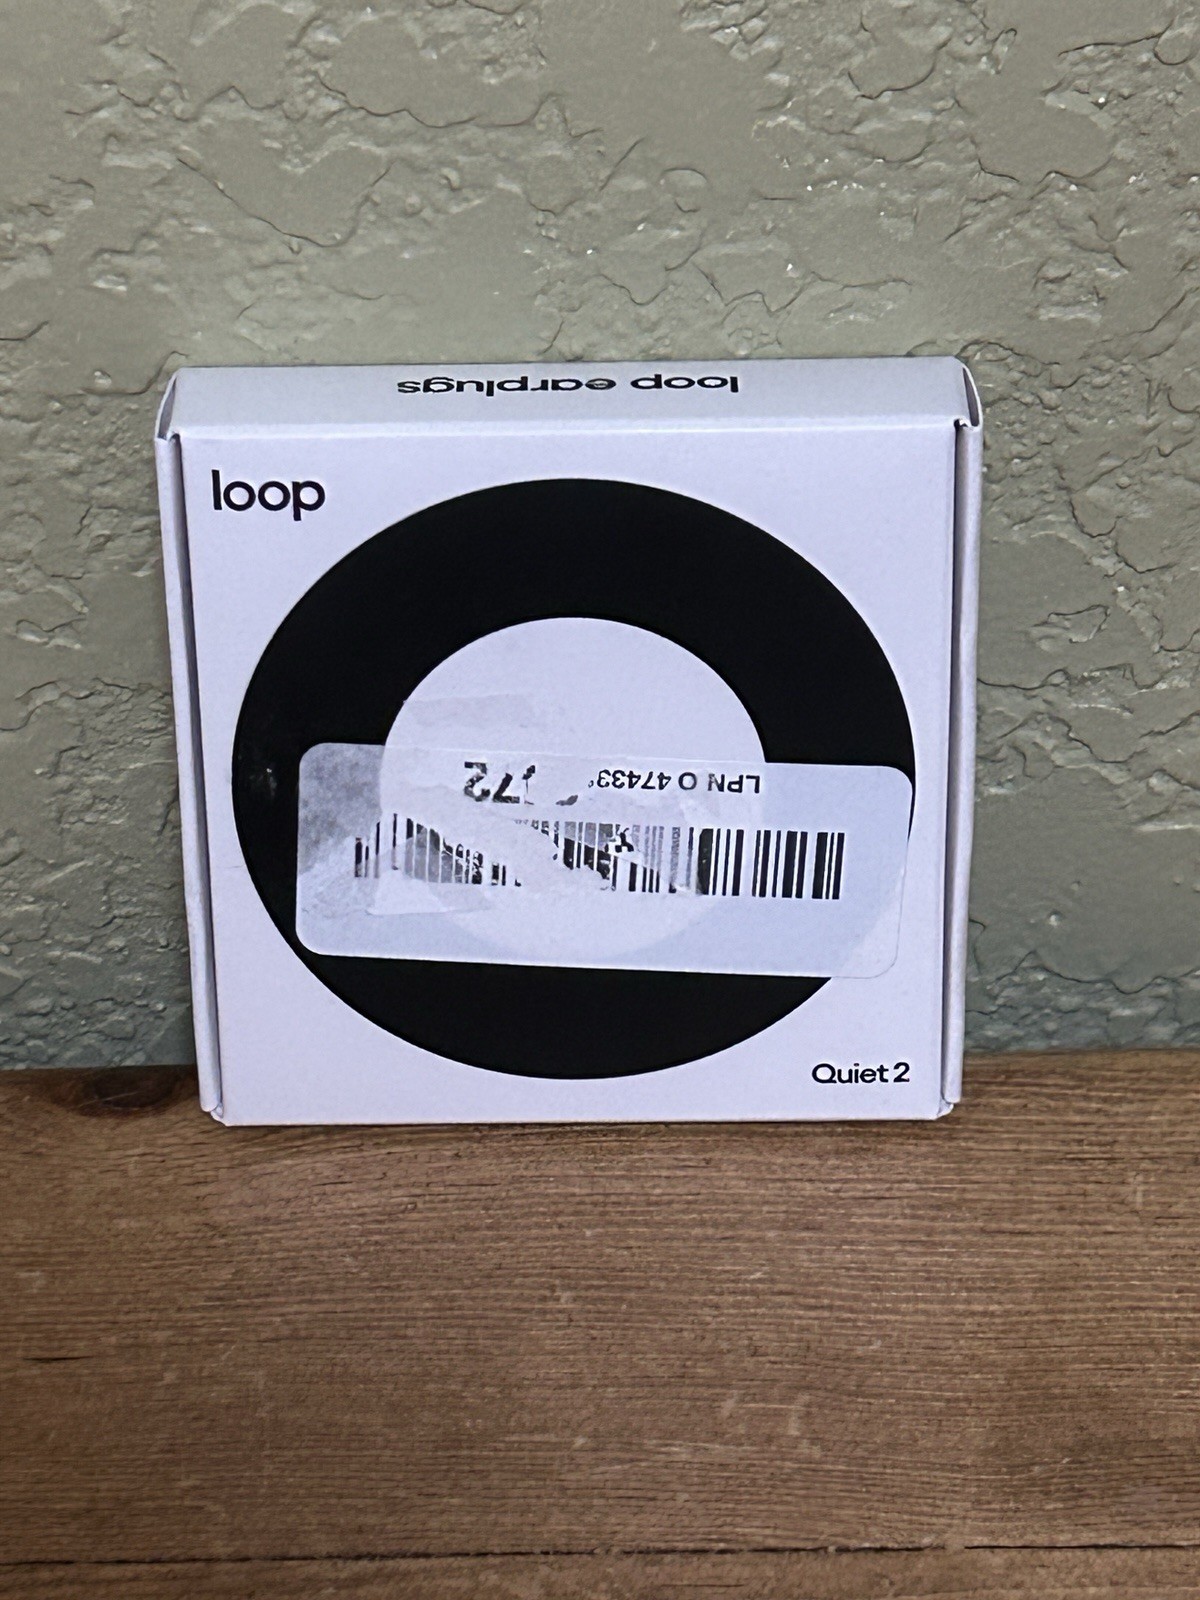 loop earplugs
loop
LPN O 47433
72
Quiet 2